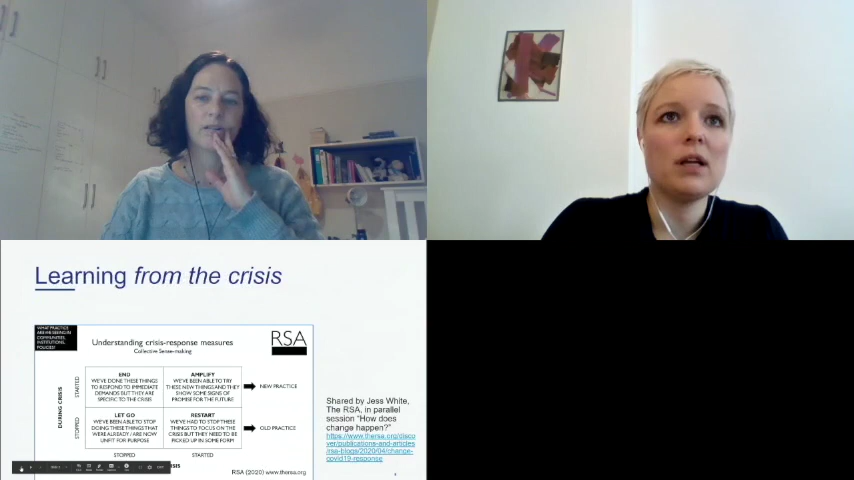 Learning from the crisis
WHAT PRACTICE
ARE WE SEEING IN
COMMUNITIES,
INSTITUTIONS,
POLICIES?
Understanding crisis-response measures
Collective Sense-making
RSA
DURING CRISIS
STARTED
STOPPED
END
WE'VE DONE THESE THINGS
TO RESPOND TO IMMEDIATE
DEMANDS BUT THEY ARE
SPECIFIC TO THE CRISIS
AMPLIFY
WE'VE BEEN ABLE TO TRY
THESE NEW THINGS AND THEY
SHOW SOME SIGNS OF
PROMISE FOR THE FUTURE
NEW PRACTICE
LET GO
WE'VE BEEN ABLE TO STOP
DOING THESE THINGS THAT
WERE ALREADY / ARE NOW
UNFIT FOR PURPOSE
RESTART
WE'VE HAD TO STOP THESE
THINGS TO FOCUS ON THE
CRISIS BUT THEY NEED TO BE
PICKED UP IN SOME FORM
OLD PRACTICE
STOPPED
STARTED
RSA (2020) www.thersa.org
Shared by Jess White,
The RSA, in parallel
session "How does
change happen?"
https://www.thersa.org/disco
ver/publications-and-articles
/rsa-blogs/2020/04/change-
covid19-response
4